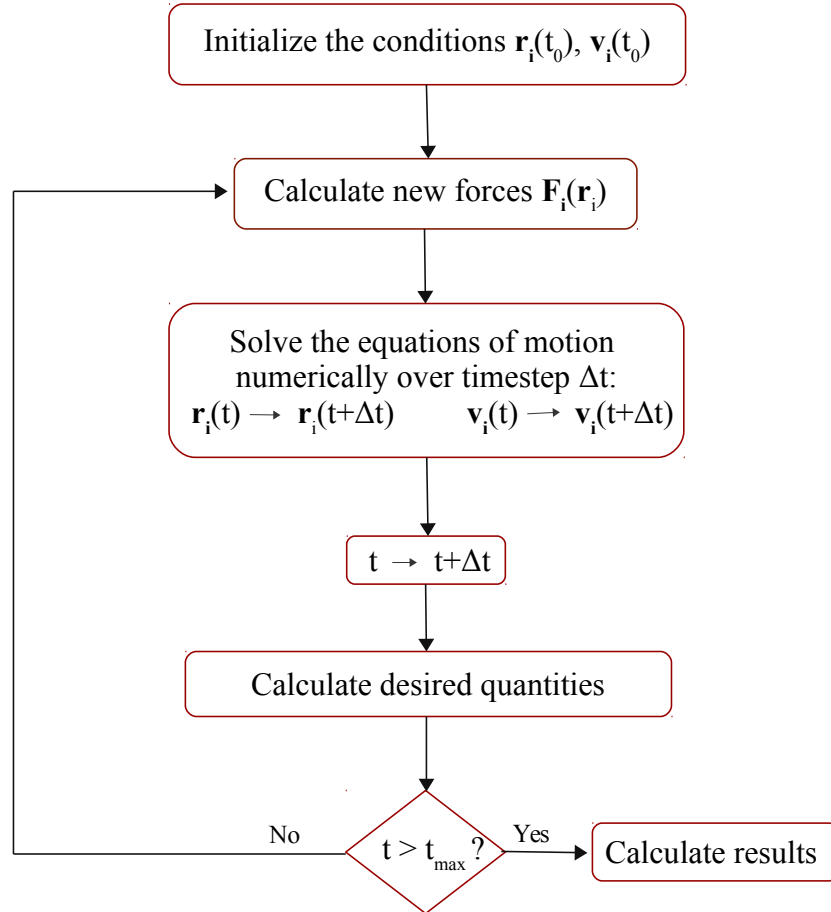 Initialize the conditions rᵢ(t₀), vᵢ(t₀)
Calculate new forces Fᵢ(rᵢ)
Solve the equations of motion
numerically over timestep Δt:
rᵢ(t) → rᵢ(t+Δt) vᵢ(t) → vᵢ(t+Δt)
t → t+Δt
Calculate desired quantities
No
t > t_max ?
Yes
Calculate results